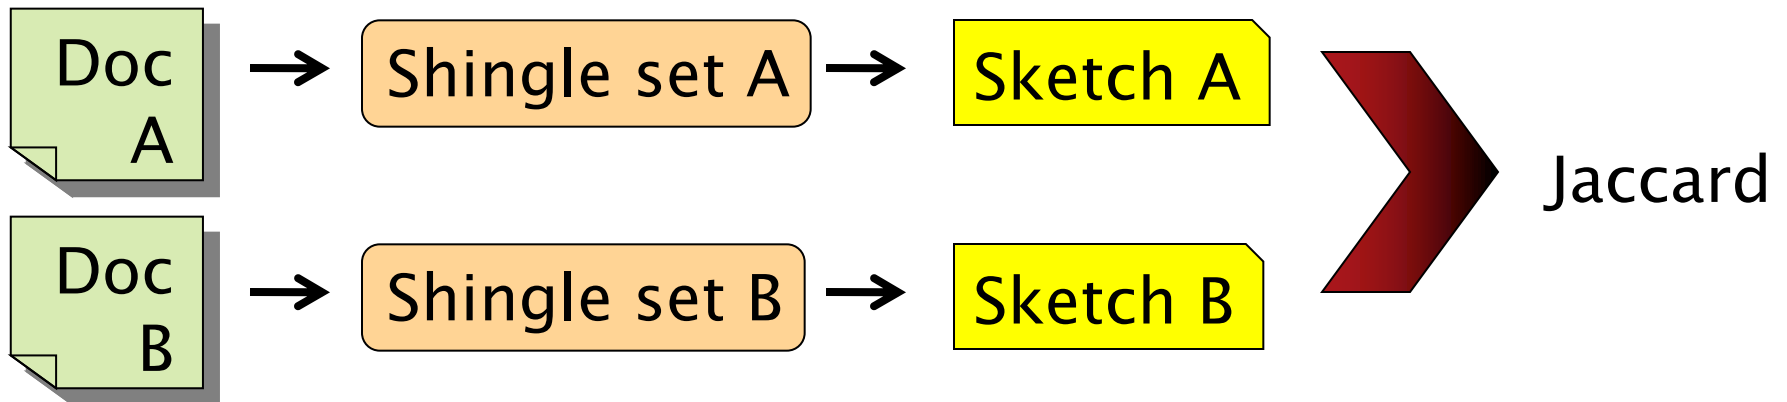 Doc
A
Shingle set A
Sketch A
Doc
B
Shingle set B
Sketch B
Jaccard